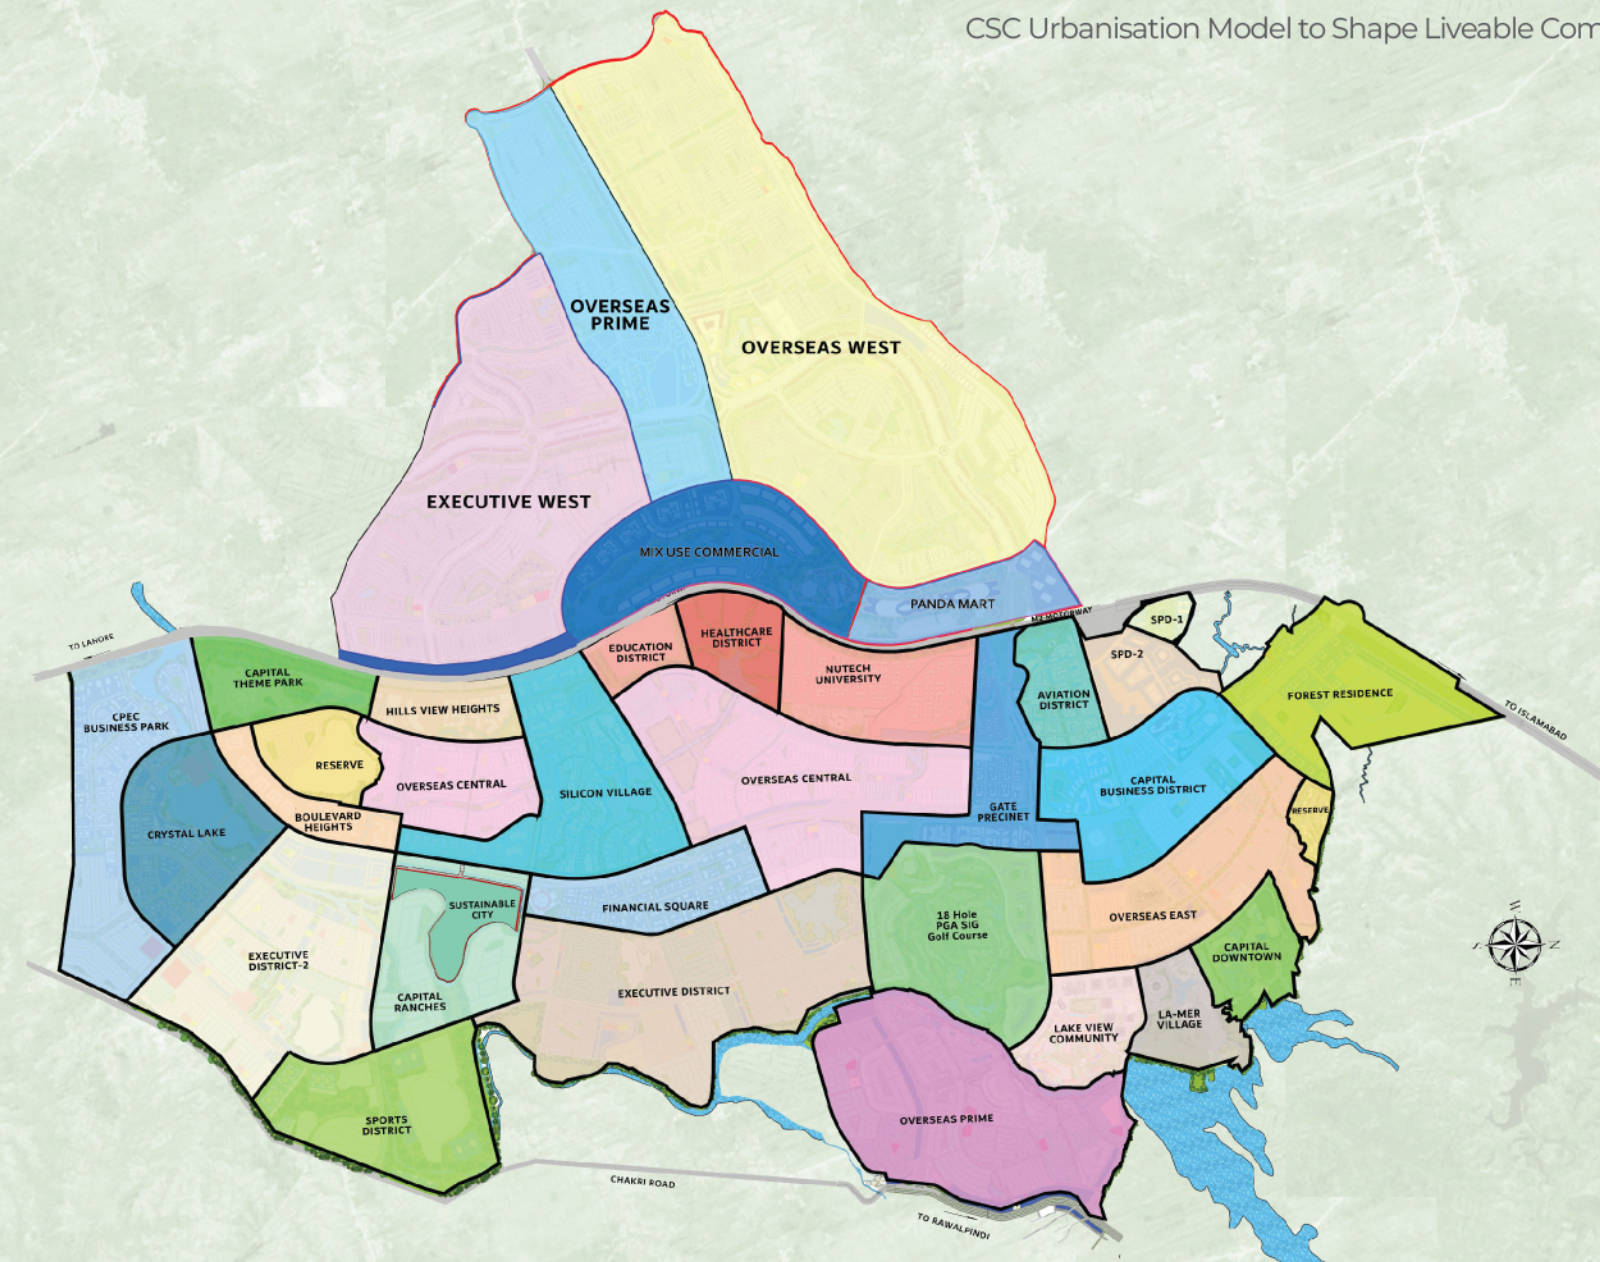 CSC Urbanisation Model to Shape Liveable Com
OVERSEAS
PRIME
OVERSEAS WEST
EXECUTIVE WEST
MIX USE COMMERCIAL
PANDA MART
M2 MOTORWAY
SPD-1
TO LAHORE
EDUCATION
DISTRICT
HEALTHCARE
DISTRICT
NUTECH
UNIVERSITY
SPD-2
CAPITAL
THEME PARK
AVIATION
DISTRICT
FOREST RESIDENCE
TO ISLAMABAD
CPEC
BUSINESS PARK
HILLS VIEW HEIGHTS
RESERVE
OVERSEAS CENTRAL
SILICON VILLAGE
OVERSEAS CENTRAL
CAPITAL
BUSINESS DISTRICT
GATE
PRECINCT
RESERVE
BOULEVARD
HEIGHTS
CRYSTAL LAKE
SUSTAINABLE
CITY
FINANCIAL SQUARE
18 Hole
PGA SIG
Golf Course
OVERSEAS EAST
W
S
N
E
CAPITAL
DOWNTOWN
EXECUTIVE
DISTRICT-2
CAPITAL
RANCHES
EXECUTIVE DISTRICT
LAKE VIEW
COMMUNITY
LA-MER
VILLAGE
SPORTS
DISTRICT
OVERSEAS PRIME
CHAKRI ROAD
TO RAWALPINDI